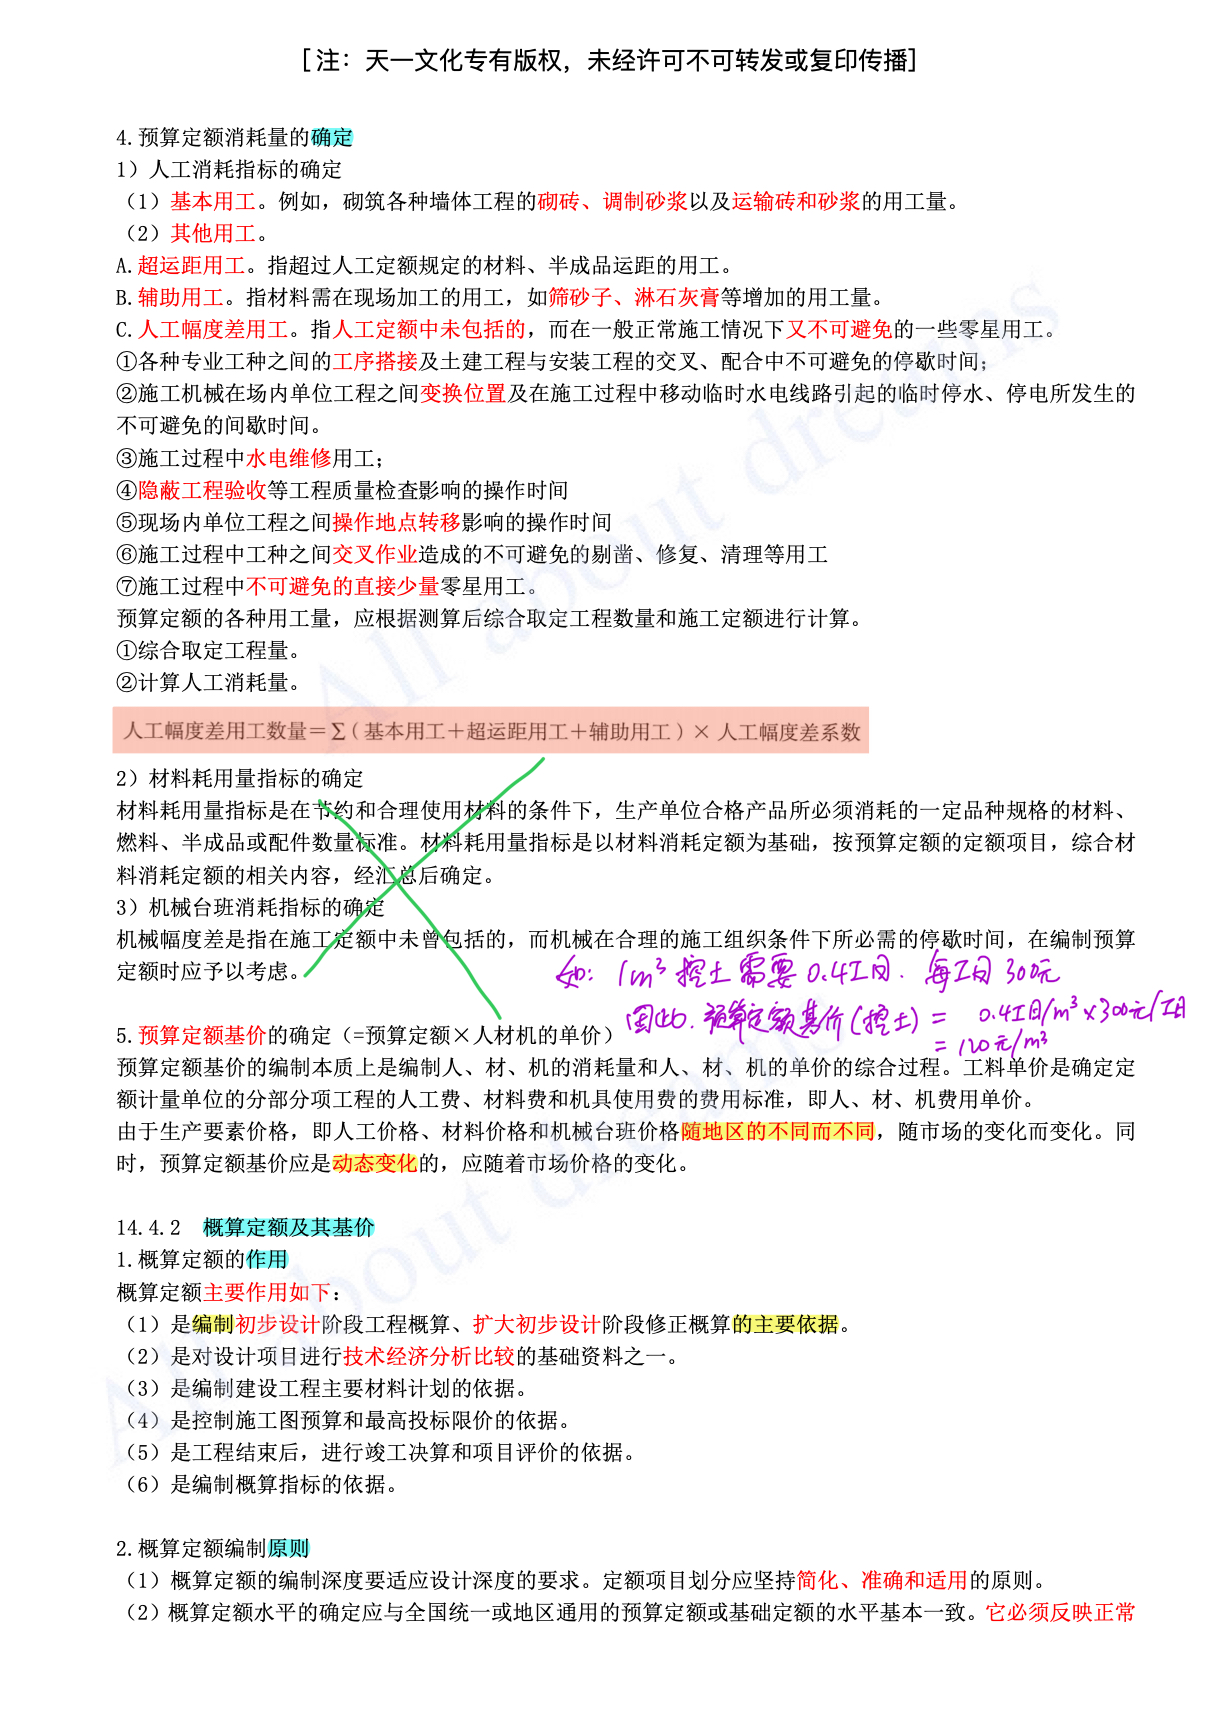 [注：天一文化专有版权，未经许可不可转发或复印传播]
4.预算定额消耗量的确定
1）人工消耗指标的确定
（1）基本用工。例如，砌筑各种墙体工程的砌砖、调制砂浆以及运输砖和砂浆的用工量。
（2）其他用工。
A.超运距用工。指超过人工定额规定的材料、半成品运距的用工。
B.辅助用工。指材料需在现场加工的用工，如筛砂子、淋石灰膏等增加的用工量。
C.人工幅度差用工。指人工定额中未包括的，而在一般正常施工情况下又不可避免的一些零星用工。
①各种专业工种之间的工序搭接及土建工程与安装工程的交叉、配合中不可避免的停歇时间；
②施工机械在场内单位工程之间变换位置及在施工过程中移动临时水电线路引起的临时停水、停电所发生的
不可避免的间歇时间。
③施工过程中水电维修用工；
④隐蔽工程验收等工程质量检查影响的操作时间
⑤现场内单位工程之间操作地点转移影响的操作时间
⑥施工过程中工种之间交叉作业造成的不可避免的剔凿、修复、清理等用工
⑦施工过程中不可避免的直接少量零星用工。
预算定额的各种用工量，应根据测算后综合取定工程数量和施工定额进行计算。
①综合取定工程量。
②计算人工消耗量。
人工幅度差用工数量＝∑（基本用工＋超运距用工＋辅助用工）× 人工幅度差系数
2）材料耗用量指标的确定
材料耗用量指标是在节约和合理使用材料的条件下，生产单位合格产品所必须消耗的一定品种规格的材料、
燃料、半成品或配件数量标准。材料耗用量指标是以材料消耗定额为基础，按预算定额的定额项目，综合材
料消耗定额的相关内容，经汇总后确定。
3）机械台班消耗指标的确定
机械幅度差是指在施工定额中未曾包括的，而机械在合理的施工组织条件下所必需的停歇时间，在编制预算
定额时应予以考虑。
如：1m³挖土需要0.4工日．每工日300元
因此．预算定额基价(挖土)＝ 0.4工日/m³×300元/工日
＝120元/m³
5.预算定额基价的确定（=预算定额×人材机的单价）
预算定额基价的编制本质上是编制人、材、机的消耗量和人、材、机的单价的综合过程。工料单价是确定定
额计量单位的分部分项工程的人工费、材料费和机具使用费的费用标准，即人、材、机费用单价。
由于生产要素价格，即人工价格、材料价格和机械台班价格随地区的不同而不同，随市场的变化而变化。同
时，预算定额基价应是动态变化的，应随着市场价格的变化。
14.4.2 概算定额及其基价
1.概算定额的作用
概算定额主要作用如下：
（1）是编制初步设计阶段工程概算、扩大初步设计阶段修正概算的主要依据。
（2）是对设计项目进行技术经济分析比较的基础资料之一。
（3）是编制建设工程主要材料计划的依据。
（4）是控制施工图预算和最高投标限价的依据。
（5）是工程结束后，进行竣工决算和项目评价的依据。
（6）是编制概算指标的依据。
2.概算定额编制原则
（1）概算定额的编制深度要适应设计深度的要求。定额项目划分应坚持简化、准确和适用的原则。
（2）概算定额水平的确定应与全国统一或地区通用的预算定额或基础定额的水平基本一致。它必须反映正常
All about dreams
All about dreams